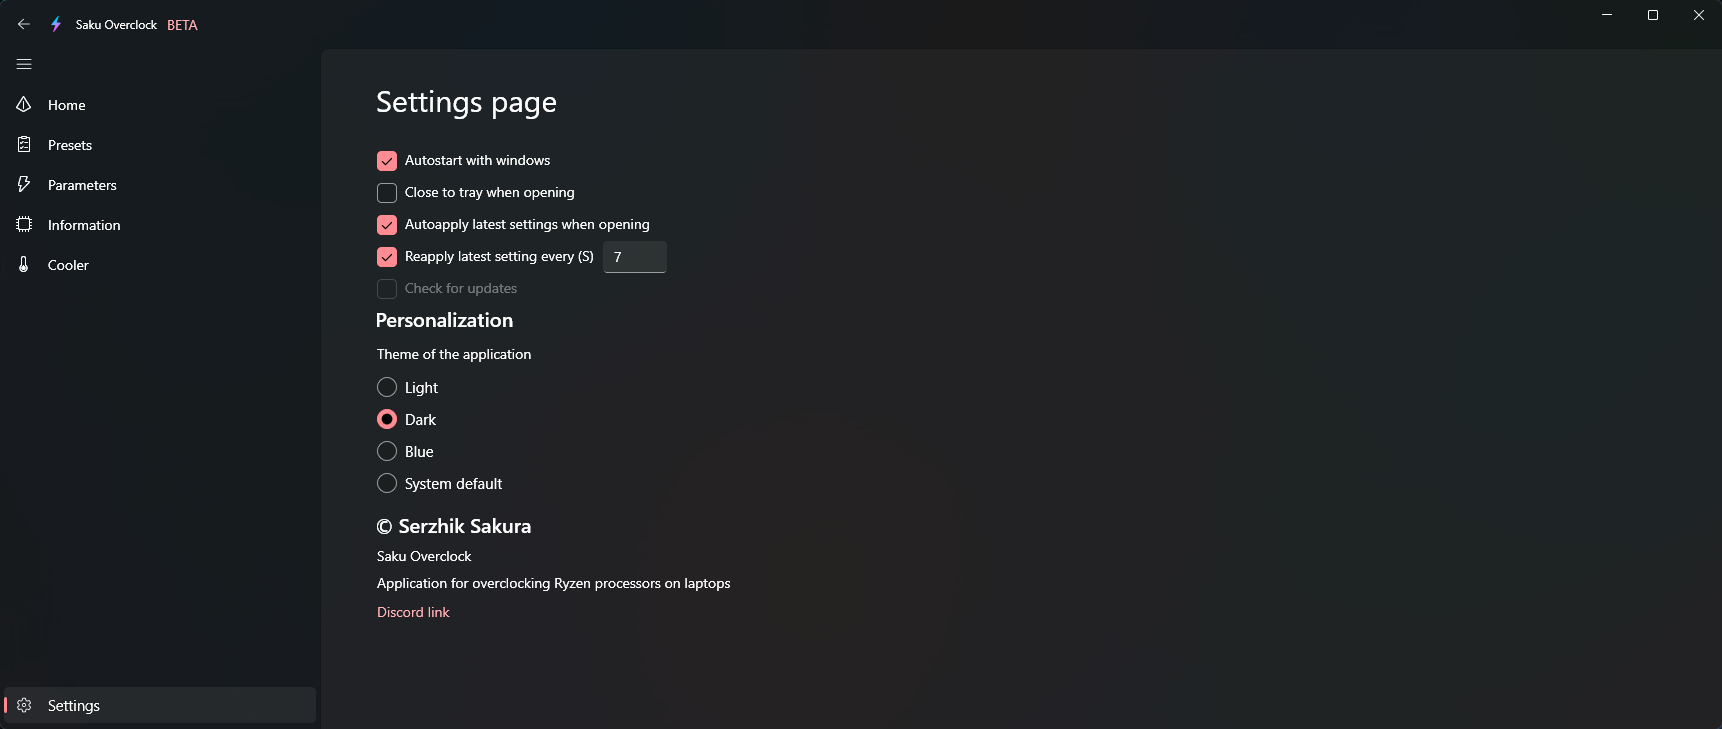 Saku Overclock BETA
Home
Presets
Parameters
Information
Cooler
Settings
Settings page
Autostart with windows
Close to tray when opening
Autoapply latest settings when opening
Reapply latest setting every (S) 7
Check for updates
Personalization
Theme of the application
Light
Dark
Blue
System default
© Serzhik Sakura
Saku Overclock
Application for overclocking Ryzen processors on laptops
Discord link